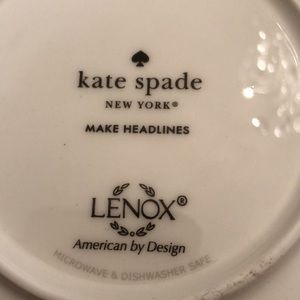 kate spade
NEW YORK®
MAKE HEADLINES
LENOX®
American by Design
MICROWAVE & DISHWASHER SAFE